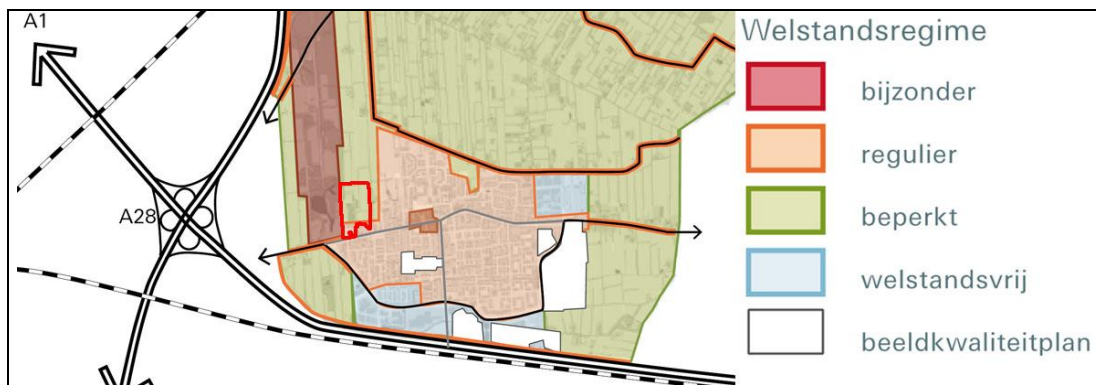 A1
A28
Welstandsregime
bijzonder
regulier
beperkt
welstandsvrij
beeldkwaliteitplan